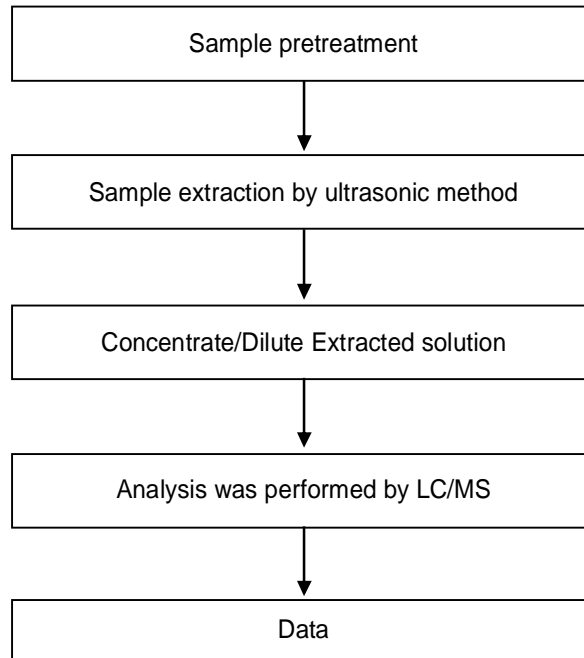 Sample pretreatment
Sample extraction by ultrasonic method
Concentrate/Dilute Extracted solution
Analysis was performed by LC/MS
Data